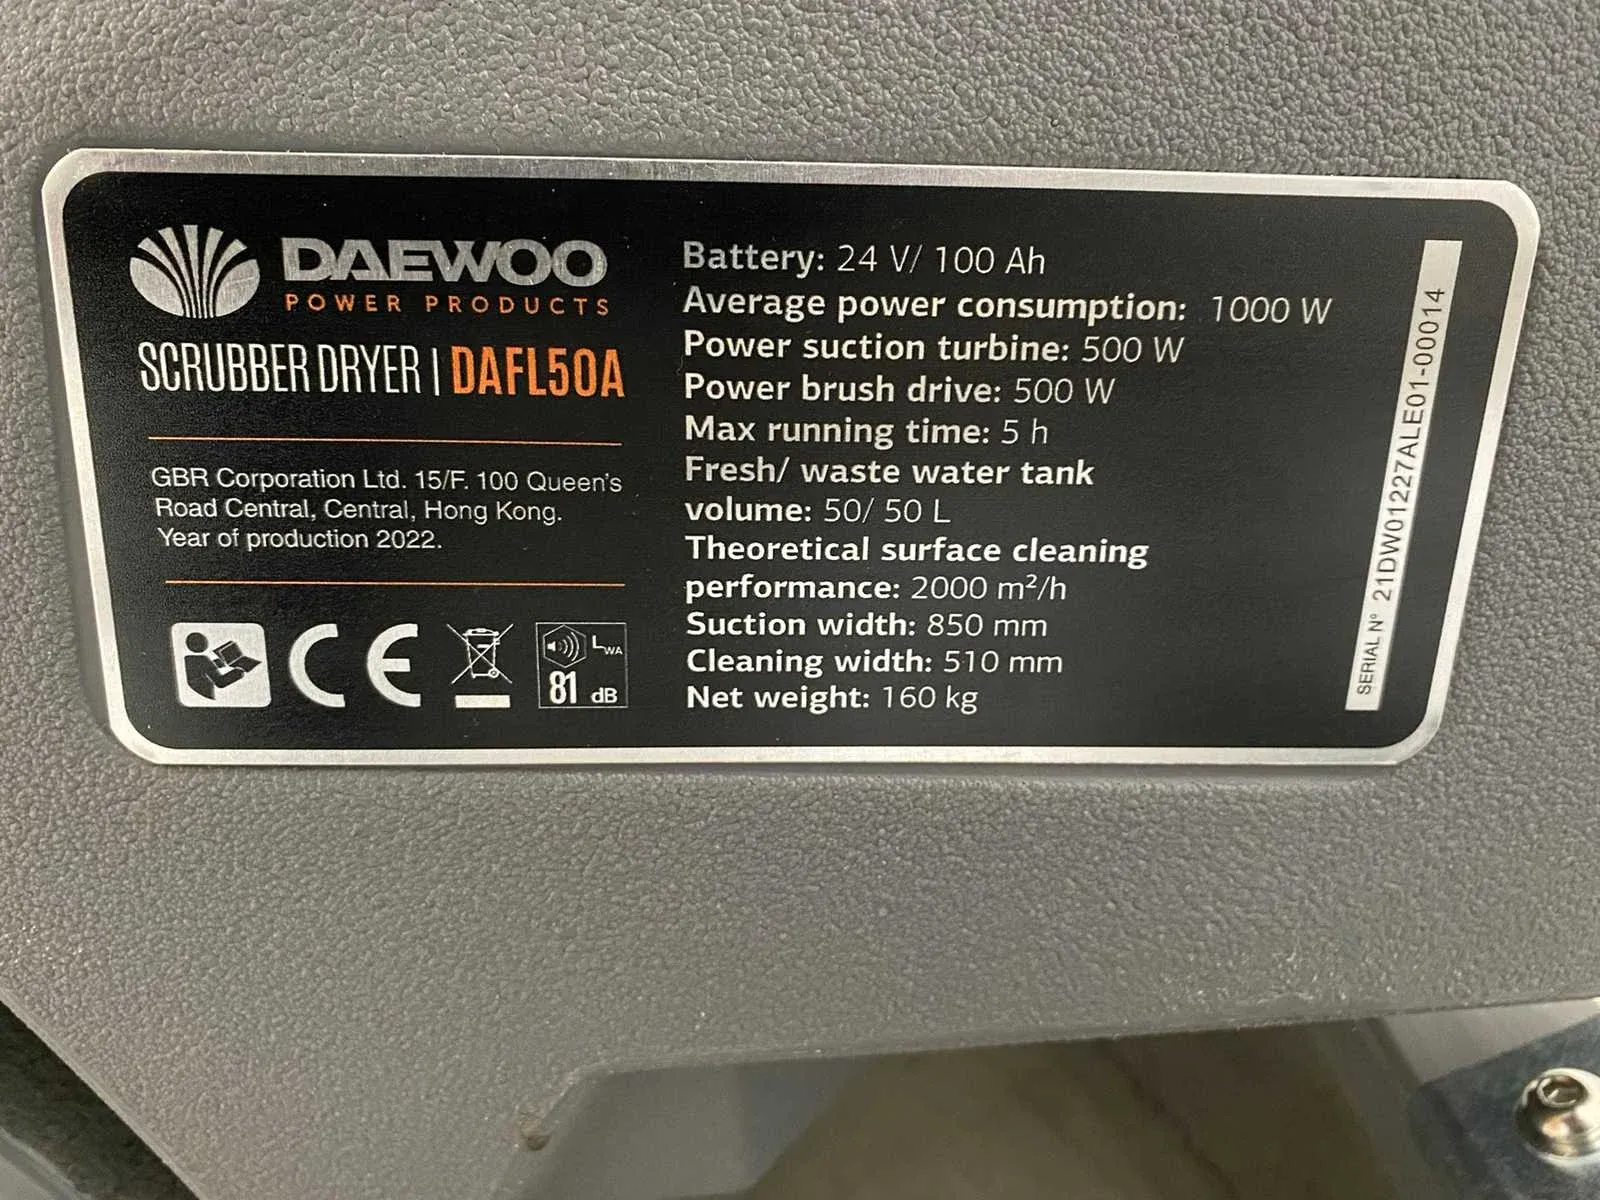 DAEWOO
POWER PRODUCTS
SCRUBBER DRYER | DAFL50A
GBR Corporation Ltd. 15/F. 100 Queen's
Road Central, Central, Hong Kong.
Year of production 2022.
CE
LWA
81 dB
Battery: 24 V/ 100 Ah
Average power consumption: 1000 W
Power suction turbine: 500 W
Power brush drive: 500 W
Max running time: 5 h
Fresh/ waste water tank
volume: 50/ 50 L
Theoretical surface cleaning
performance: 2000 m²/h
Suction width: 850 mm
Cleaning width: 510 mm
Net weight: 160 kg
SERIAL N° 21DW01227ALE01-00014